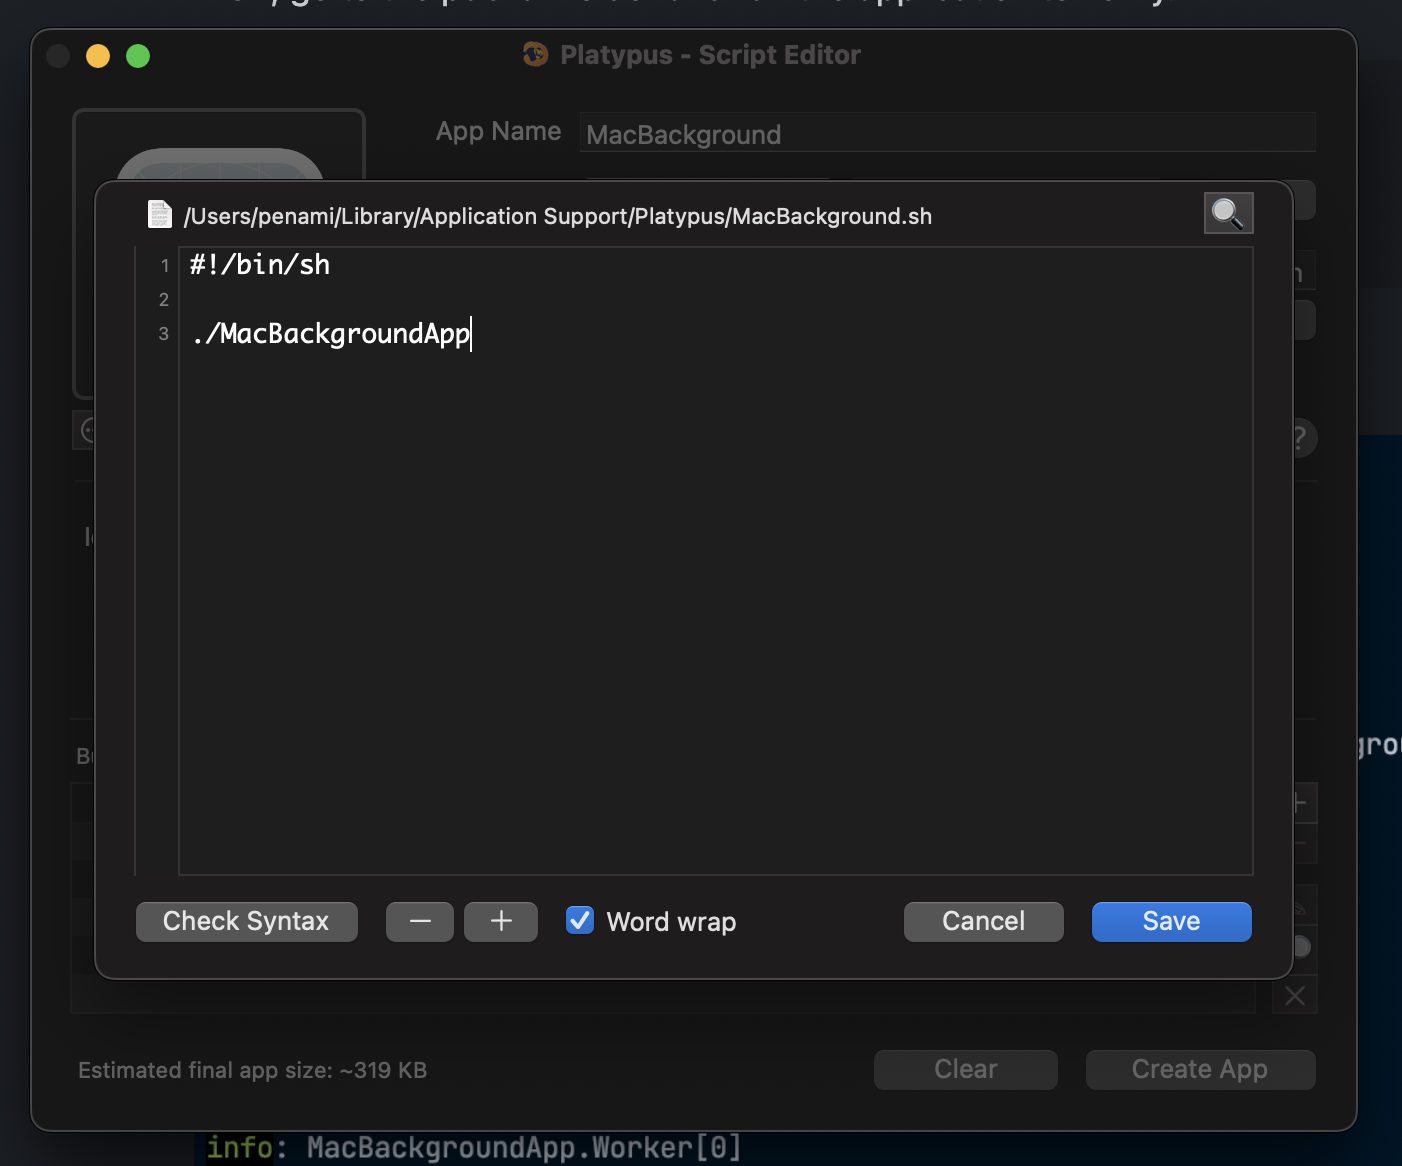 Platypus - Script Editor
App Name MacBackground
/Users/penami/Library/Application Support/Platypus/MacBackground.sh
1 #!/bin/sh
2
3 ./MacBackgroundApp
?
Check Syntax − + Word wrap Cancel Save
Estimated final app size: ~319 KB Clear Create App
info: MacBackgroundApp.Worker[0]